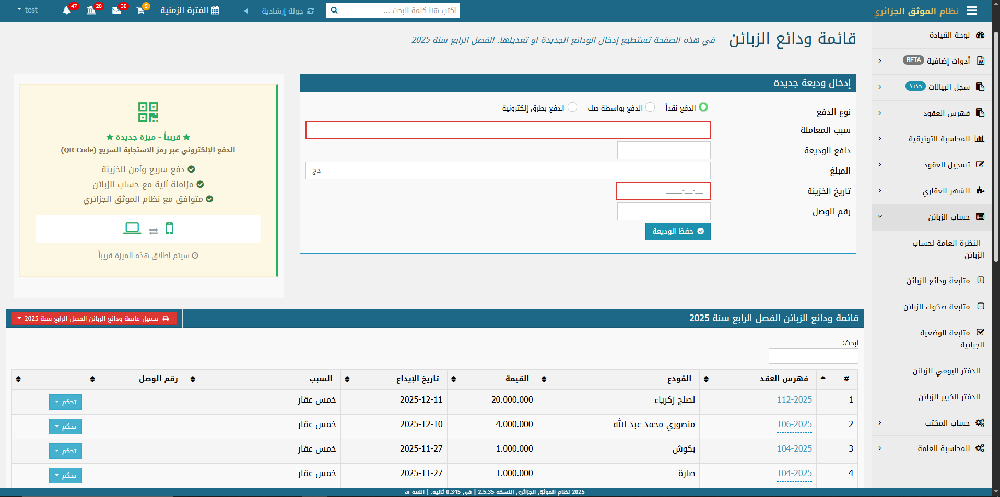 نظام الموثق الجزائري
اكتب هنا كلمة البحث ...
جولة إرشادية
الفترة الزمنية
5
30
28
47
test
لوحة القيادة
أدوات إضافية BETA
سجل البيانات جديد
فهرس العقود
المحاسبة التوثيقية
تسجيل العقود
الشهر العقاري
حساب الزبائن
النظرة العامة لحساب
الزبائن
متابعة ودائع الزبائن
متابعة صكوك الزبائن
متابعة الوضعية
الجبائية
الدفتر اليومي للزبائن
الدفتر الكبير للزبائن
حساب المكتب
المحاسبة العامة
قائمة ودائع الزبائن
في هذه الصفحة تستطيع إدخال الودائع الجديدة او تعديلها. الفصل الرابع سنة 2025
إدخال وديعة جديدة
نوع الدفع
الدفع نقداً
الدفع بواسطة صك
الدفع بطرق إلكترونية
سبب المعاملة
دافع الوديعة
المبلغ
دج
تاريخ الخزينة
__-__-____
رقم الوصل
حفظ الوديعة
قريباً - ميزة جديدة
الدفع الإلكتروني عبر رمز الاستجابة السريع (QR Code)
دفع سريع وآمن للخزينة
مزامنة آنية مع حساب الزبائن
متوافق مع نظام الموثق الجزائري
سيتم إطلاق هذه الميزة قريباً
قائمة ودائع الزبائن الفصل الرابع سنة 2025
تحميل قائمة ودائع الزبائن الفصل الرابع سنة 2025
ابحث:
# فهرس العقد المُودع القيمة تاريخ الإيداع السبب رقم الوصل
1 112-2025 لصلج زكرياء 20.000.000 2025-12-11 خمس عقار تحكم
2 106-2025 منصوري محمد عبد الله 4.000.000 2025-12-10 خمس عقار تحكم
3 104-2025 بكوش 1.000.000 2025-11-27 خمس عقار تحكم
4 104-2025 صارة 1.000.000 2025-11-27 خمس عقار تحكم
2025 نظام الموثق الجزائري النسخة 2.5.35 | في 0.345 ثانية. | اللغة ar